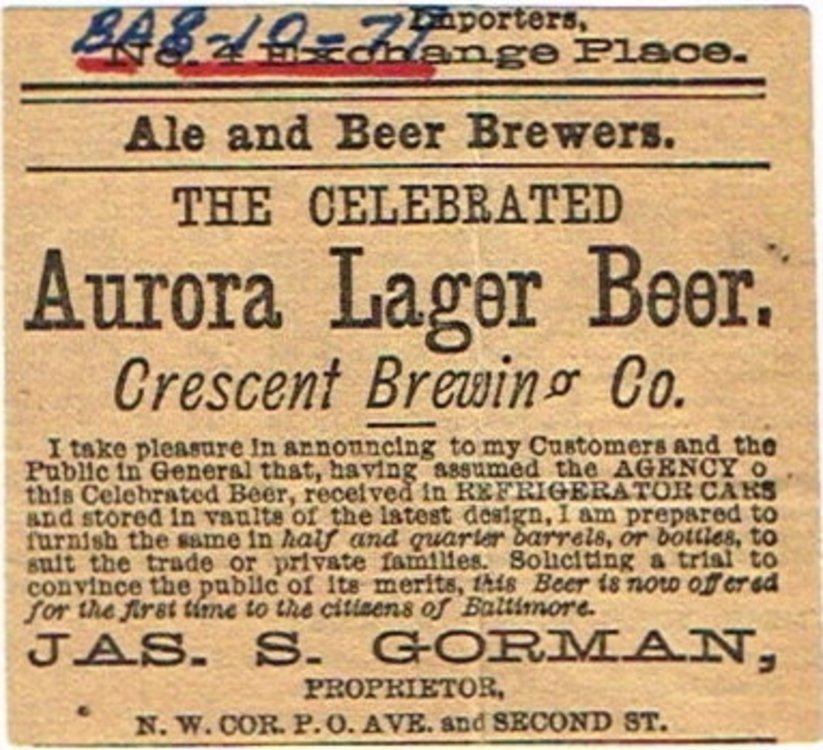 BA 8-10-77
Importers,
No. 4 Exchange Place.
Ale and Beer Brewers.
THE CELEBRATED
Aurora Lager Beer.
Crescent Brewing Co.
I take pleasure in announcing to my Customers and the
Public in General that, having assumed the AGENCY o
this Celebrated Beer, received in REFRIGERATOR CARS
and stored in vaults of the latest design, I am prepared to
furnish the same in half and quarter barrels, or bottles, to
suit the trade or private families. Soliciting a trial to
convince the public of its merits, this Beer is now offered
for the first time to the citizens of Baltimore.
JAS. S. GORMAN,
PROPRIETOR,
N. W. COR. P. O. AVE. and SECOND ST.